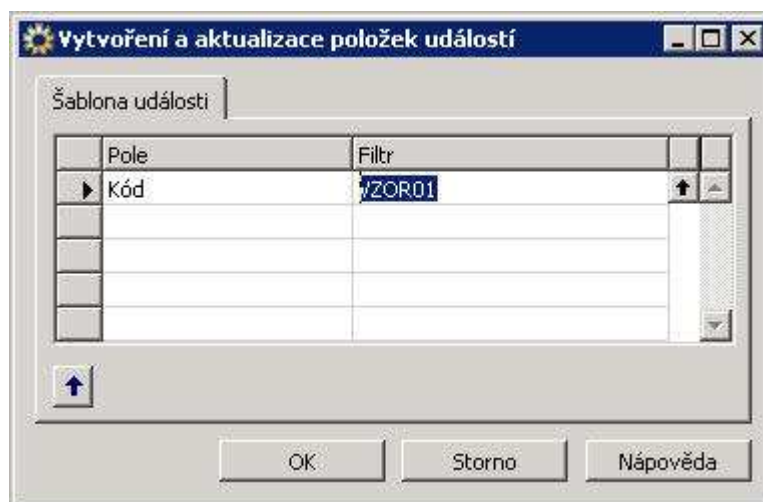 Vytvoření a aktualizace položek událostí
Šablona události
Pole Filtr
Kód VZOR01
OK Storno Nápověda